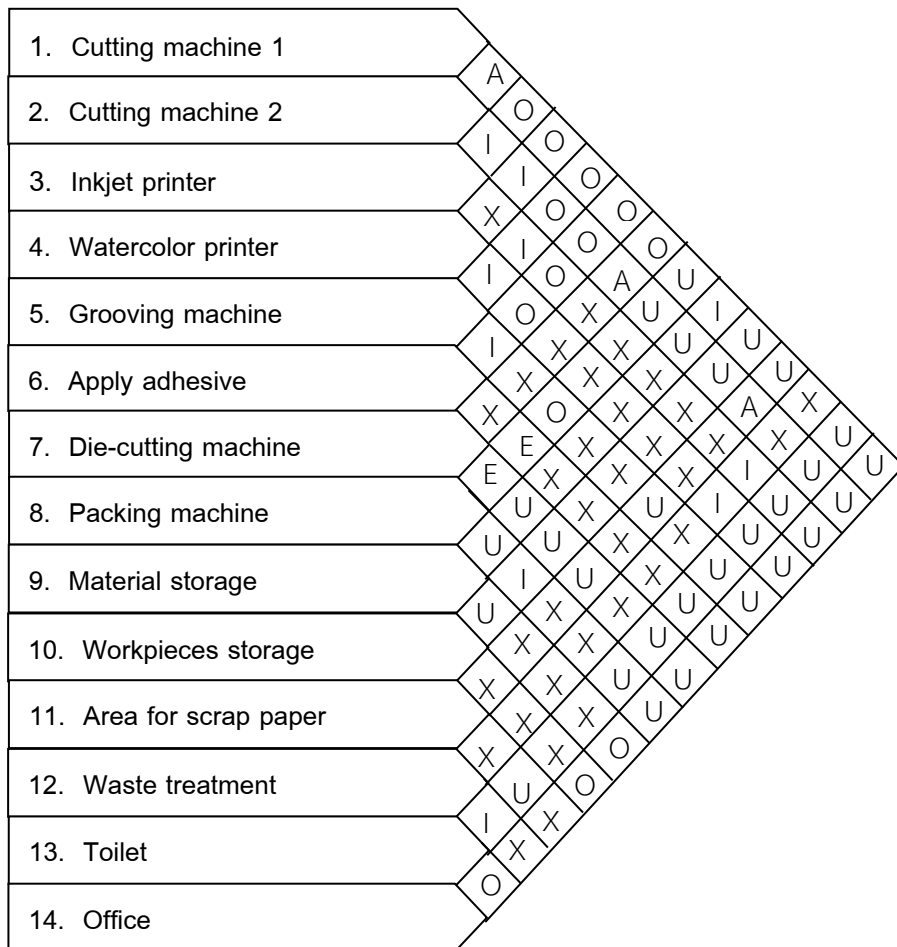 1. Cutting machine 1
2. Cutting machine 2
3. Inkjet printer
4. Watercolor printer
5. Grooving machine
6. Apply adhesive
7. Die-cutting machine
8. Packing machine
9. Material storage
10. Workpieces storage
11. Area for scrap paper
12. Waste treatment
13. Toilet
14. Office
A O O O O O U I U U X U U
I I O O A U U U A X U U
X I O X X X X X I U U
I O X X X X X I U U
I X O X X U X U U
X E X X X X U U
E U U U X U U
U I X X U U
U X X X O
X X X O
X U X
I X
O